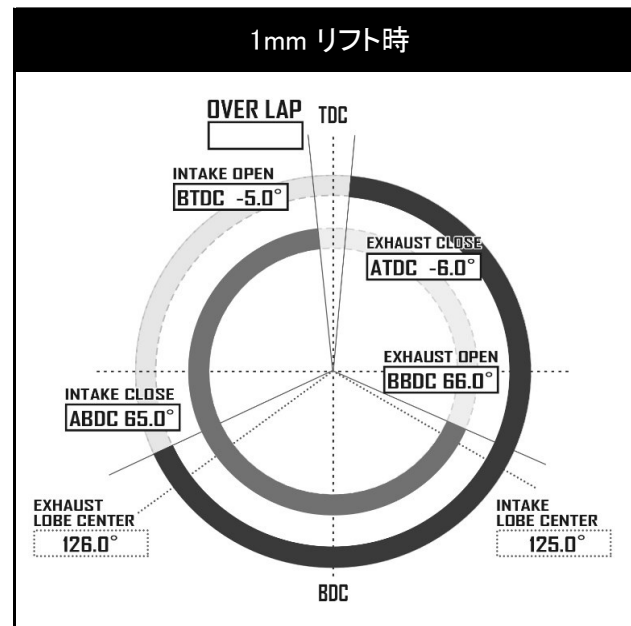 1mm リフト時
OVER LAP
TDC
INTAKE OPEN
BTDC -5.0°
EXHAUST CLOSE
ATDC -6.0°
EXHAUST OPEN
BBDC 66.0°
INTAKE CLOSE
ABDC 65.0°
EXHAUST
LOBE CENTER
126.0°
INTAKE
LOBE CENTER
125.0°
BDC